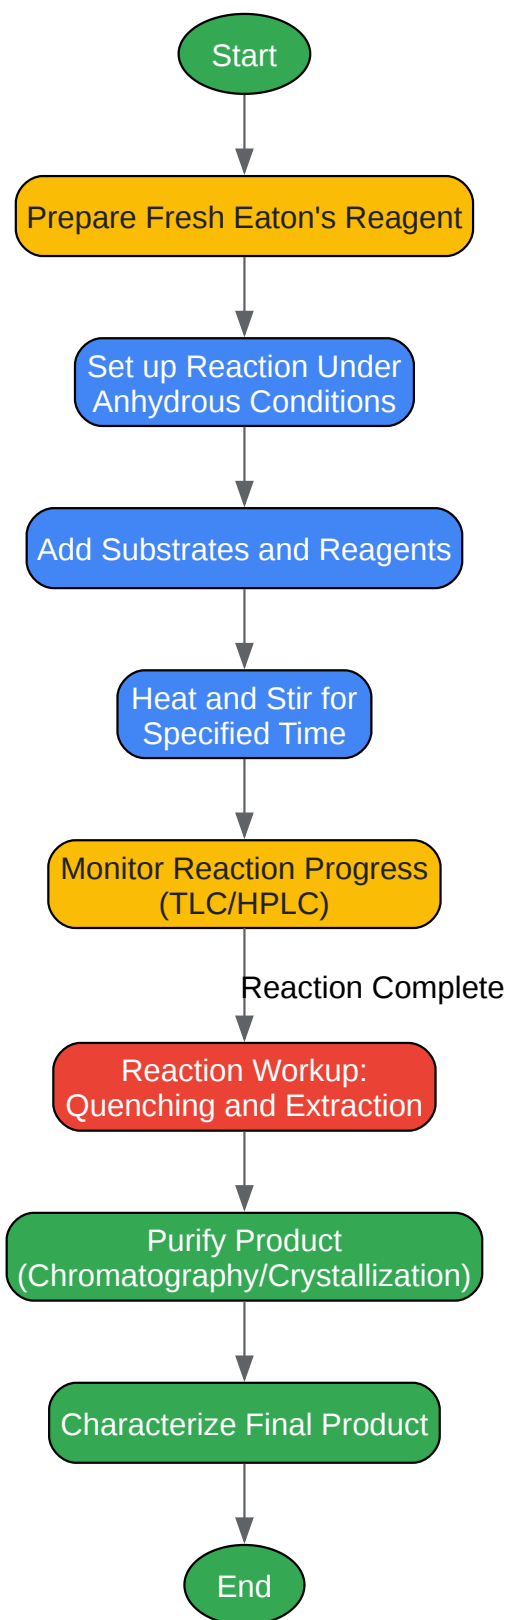 Start
Prepare Fresh Eaton's Reagent
Set up Reaction Under
Anhydrous Conditions
Add Substrates and Reagents
Heat and Stir for
Specified Time
Monitor Reaction Progress
(TLC/HPLC)
Reaction Complete
Reaction Workup:
Quenching and Extraction
Purify Product
(Chromatography/Crystallization)
Characterize Final Product
End